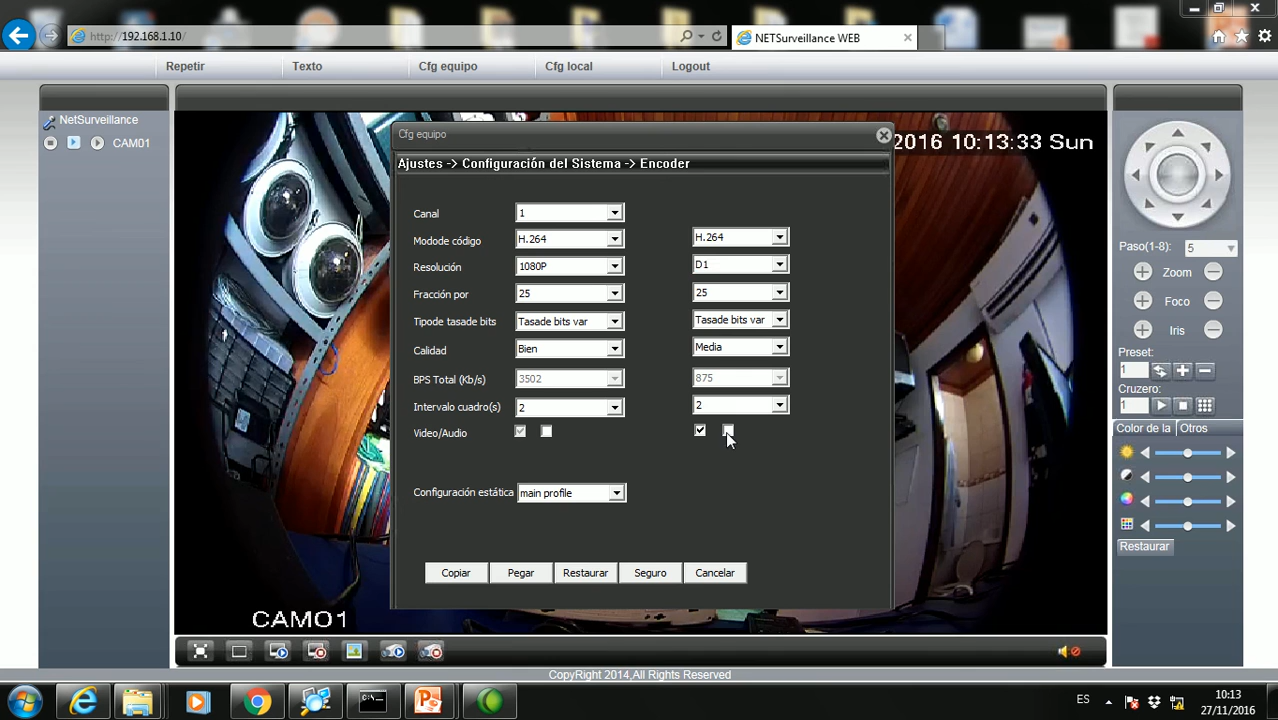 http://192.168.1.10/
NETSurveillance WEB
Repetir
Texto
Cfg equipo
Cfg local
Logout
NetSurveillance
CAM01
2016 10:13:33 Sun
CAM01
Cfg equipo
Ajustes -> Configuración del Sistema -> Encoder
Canal 1
Modode código H.264 H.264
Resolución 1080P D1
Fracción por 25 25
Tipode tasade bits Tasade bits var Tasade bits var
Calidad Bien Media
BPS Total (Kb/s) 3502 875
Intervalo cuadro(s) 2 2
Video/Audio
Configuración estática main profile
Copiar
Pegar
Restaurar
Seguro
Cancelar
Paso(1-8): 5
Zoom
Foco
Iris
Preset:
1
Cruzero:
1
Color de la
Otros
Restaurar
CopyRight 2014,All Rights Reserved
ES
10:13
27/11/2016